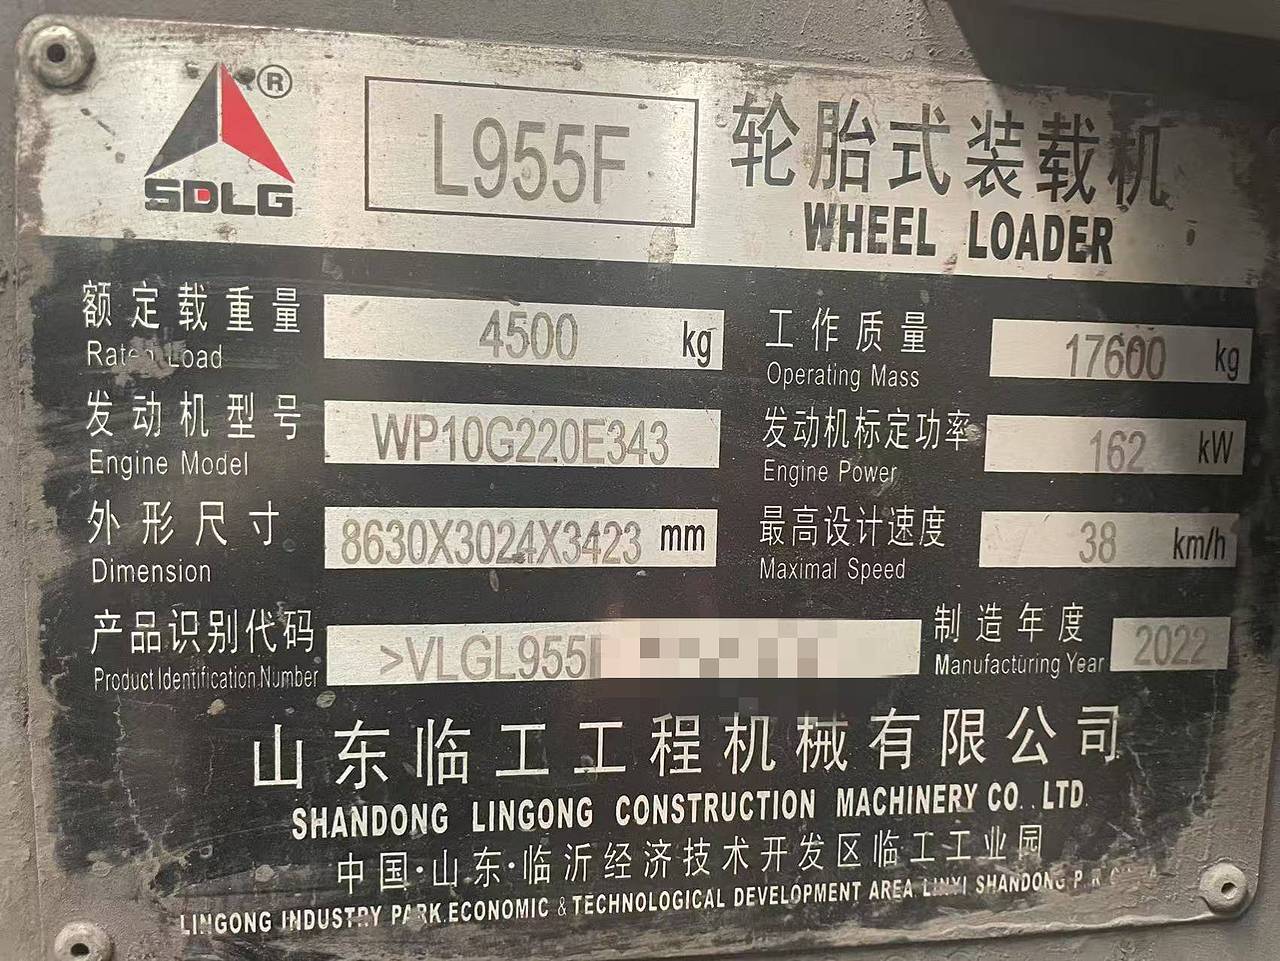 ®
SDLG
L955F
轮胎式装载机
WHEEL LOADER
额定载重量 4500 kg
Rated Load
工作质量 17600 kg
Operating Mass
发动机型号 WP10G220E343
Engine Model
发动机标定功率 162 kW
Engine Power
外形尺寸 8630X3024X3423 mm
Dimension
最高设计速度 38 km/h
Maximal Speed
产品识别代码 >VLGL955F
Product Identification Number
制造年度 2022
Manufacturing Year
山东临工工程机械有限公司
SHANDONG LINGONG CONSTRUCTION MACHINERY CO.,LTD.
中国·山东·临沂经济技术开发区临工工业园
LINGONG INDUSTRY PARK.ECONOMIC & TECHNOLOGICAL DEVELOPMENT AREA LINYI SHANDONG